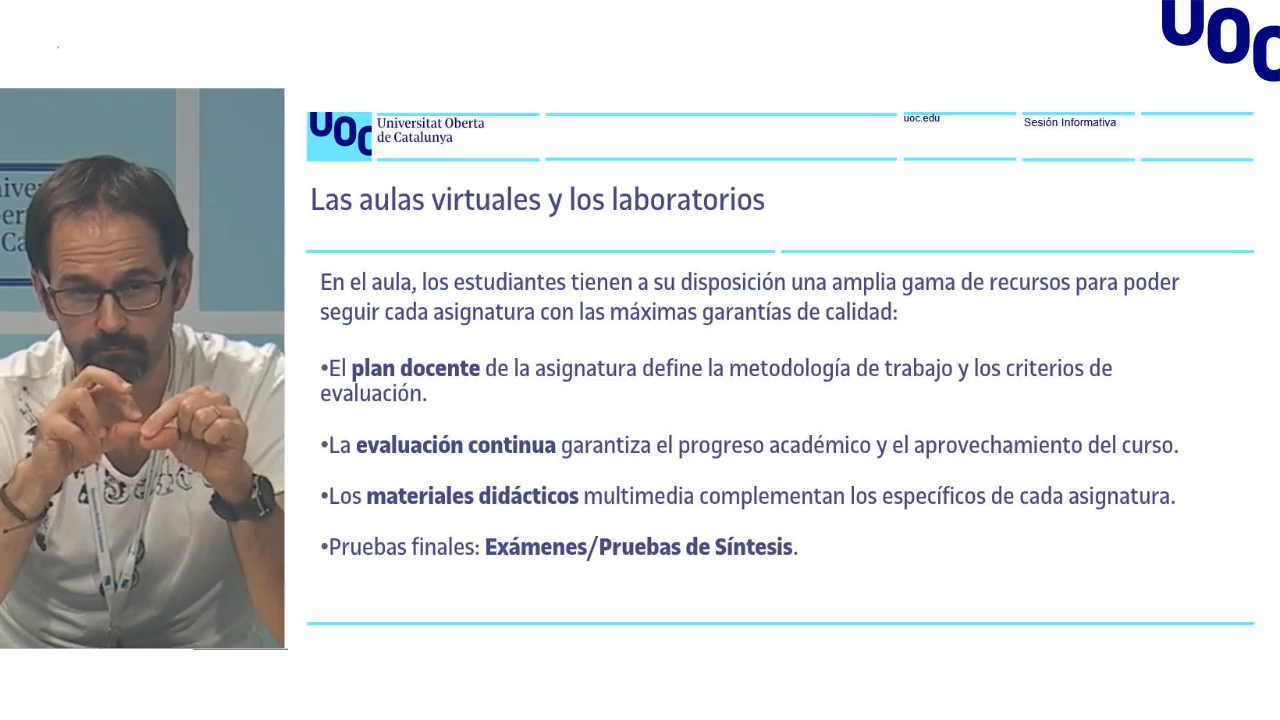 UOC
UOC
Universitat Oberta
de Catalunya
uoc.edu
Sesión Informativa
Las aulas virtuales y los laboratorios
En el aula, los estudiantes tienen a su disposición una amplia gama de recursos para poder
seguir cada asignatura con las máximas garantías de calidad:
•El plan docente de la asignatura define la metodología de trabajo y los criterios de
evaluación.
•La evaluación continua garantiza el progreso académico y el aprovechamiento del curso.
•Los materiales didácticos multimedia complementan los específicos de cada asignatura.
•Pruebas finales: Exámenes/Pruebas de Síntesis.